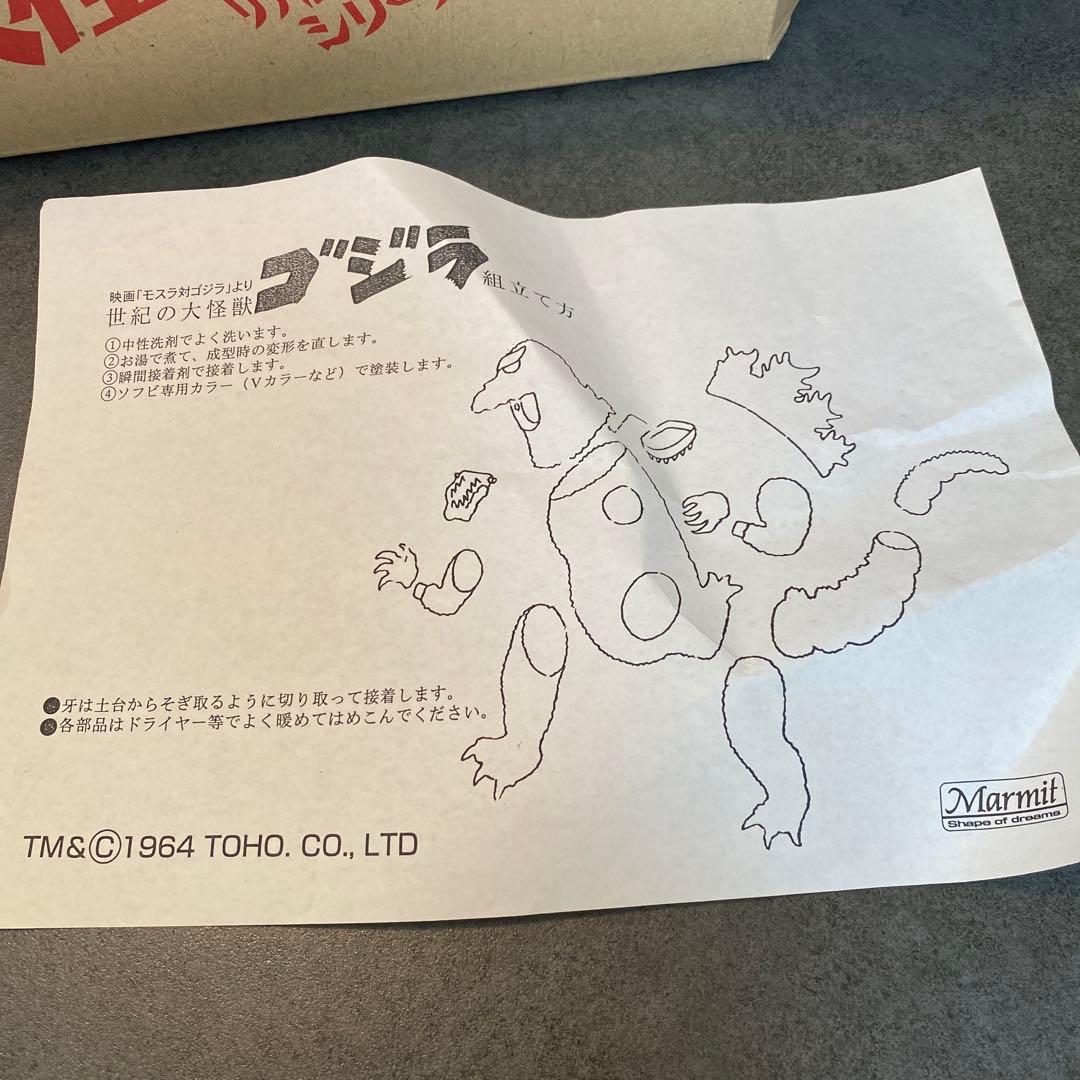 シリーズ
映画「モスラ対ゴジラ」より
世紀の大怪獣
ゴジラ
組立て方
①中性洗剤でよく洗います。
②お湯で煮て、成型時の変形を直します。
③瞬間接着剤で接着します。
④ソフビ専用カラー(Vカラーなど)で塗装します。
●牙は土台からそぎ取るように切り取って接着します。
●各部品はドライヤー等でよく暖めてはめこんでください。
TM&©1964 TOHO. CO., LTD
Marmit
Shape of dreams